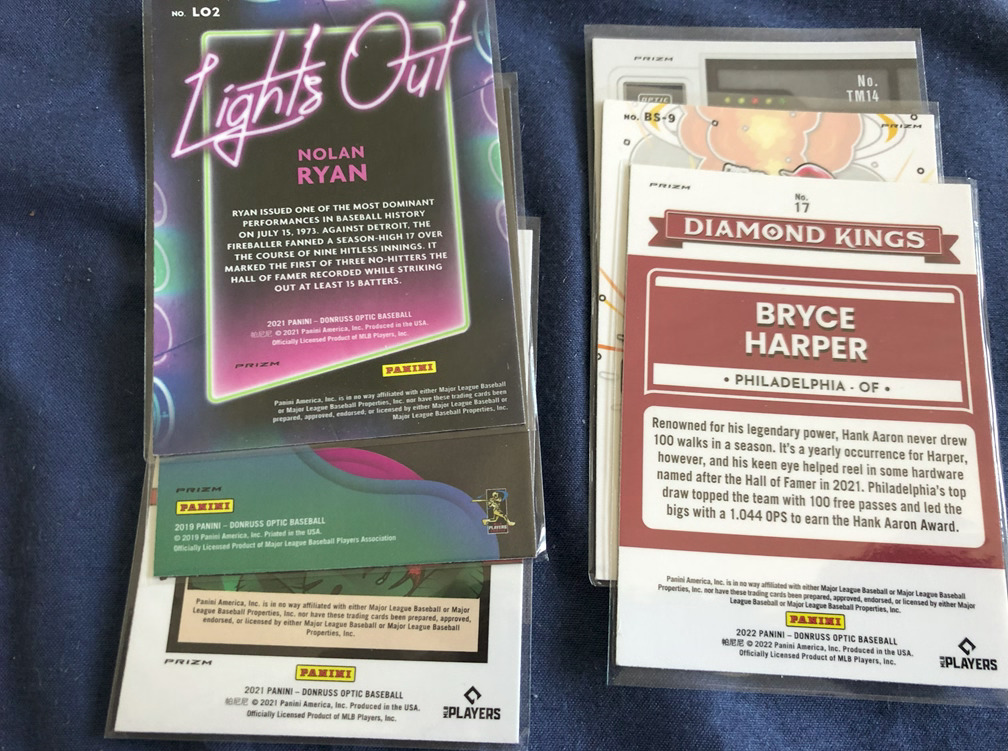 NO. LO2
Lights Out
NOLAN
RYAN
RYAN ISSUED ONE OF THE MOST DOMINANT
PERFORMANCES IN BASEBALL HISTORY
ON JULY 15, 1973. AGAINST DETROIT, THE
FIREBALLER FANNED A SEASON-HIGH 17 OVER
THE COURSE OF NINE HITLESS INNINGS. IT
MARKED THE FIRST OF THREE NO-HITTERS THE
HALL OF FAMER RECORDED WHILE STRIKING
OUT AT LEAST 15 BATTERS.
2021 PANINI – DONRUSS OPTIC BASEBALL
帕尼尼 © 2021 Panini America, Inc. Produced in the USA.
Officially Licensed Product of MLB Players, Inc.
PRIZM
PANINI
Panini America, Inc. is in no way affiliated with either Major League Baseball
or Major League Baseball Properties, Inc. nor have these trading cards been
prepared, approved, endorsed, or licensed by either Major League Baseball or
Major League Baseball Properties, Inc.
PRIZM
PANINI
2019 PANINI – DONRUSS OPTIC BASEBALL
© 2019 Panini America, Inc. Printed in the USA.
Officially Licensed Product of Major League Baseball Players Association
PLAYERS
Panini America, Inc. is in no way affiliated with either Major League Baseball or Major
League Baseball Properties, Inc. nor have these trading cards been prepared, approved,
endorsed, or licensed by either Major League Baseball or Major League Baseball
Properties, Inc.
PRIZM
PANINI
2021 PANINI – DONRUSS OPTIC BASEBALL
帕尼尼 © 2021 Panini America, Inc. Produced in the USA.
Officially Licensed Product of MLB Players, Inc.
MLB PLAYERS
PRIZM
OPTIC
No.
TM14
NO. BS-9
PRIZM
PRIZM
No.
17
DIAMOND KINGS
BRYCE
HARPER
• PHILADELPHIA - OF •
Renowned for his legendary power, Hank Aaron never drew
100 walks in a season. It's a yearly occurrence for Harper,
however, and his keen eye helped reel in some hardware
named after the Hall of Famer in 2021. Philadelphia's top
draw topped the team with 100 free passes and led the
bigs with a 1.044 OPS to earn the Hank Aaron Award.
Panini America, Inc. is in no way affiliated with either Major League Baseball or Major League Baseball
Properties, Inc. nor have these trading cards been prepared, approved, endorsed, or licensed by either Major
League Baseball or Major League Baseball Properties, Inc.
PANINI
2022 PANINI – DONRUSS OPTIC BASEBALL
帕尼尼 © 2022 Panini America, Inc. Produced in the USA.
Officially Licensed Product of MLB Players, Inc.
MLB PLAYERS